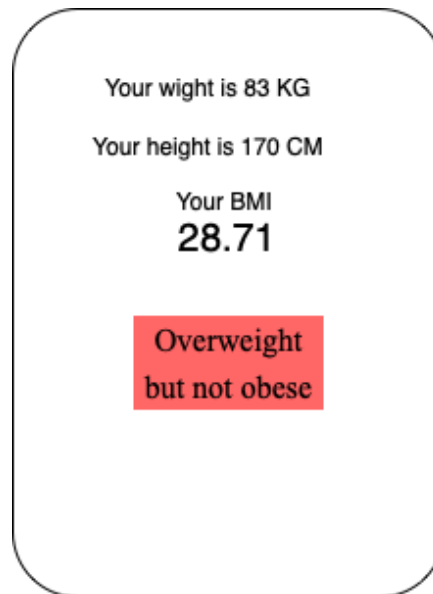 Your wight is 83 KG
Your height is 170 CM
Your BMI
28.71
Overweight
but not obese